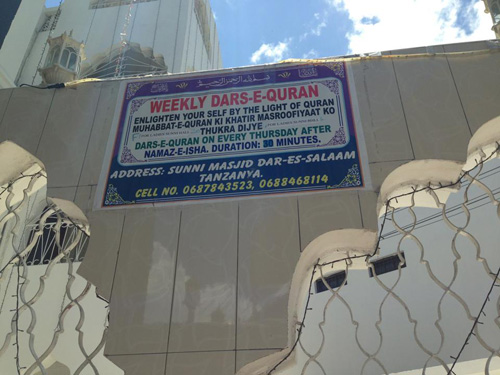 WEEKLY DARS-E-QURAN
ENLIGHTEN YOUR SELF BY THE LIGHT OF QURAN
MUHABBAT-E-QURAN KI KHATIR MASROOFIYAAT KO
THUKRA DIJYE
DARS-E-QURAN ON EVERY THURSDAY AFTER
NAMAZ-E-ISHA. DURATION: 30 MINUTES.
ADDRESS: SUNNI MASJID DAR-ES-SALAAM
TANZANYA.
CELL NO. 0687843523, 0688468114